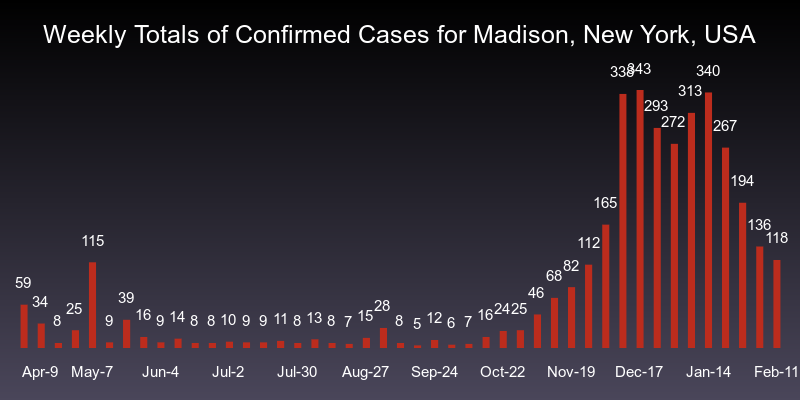 Weekly Totals of Confirmed Cases for Madison, New York, USA
59 34 8 25 115 9 39 16 9 14 8 8 10 9 9 11 8 13 8 7 15 28 8 5 12 6 7 16 24 25 46 68 82 112 165 338 343 293 272 313 340 267 194 136 118
Apr-9 May-7 Jun-4 Jul-2 Jul-30 Aug-27 Sep-24 Oct-22 Nov-19 Dec-17 Jan-14 Feb-11